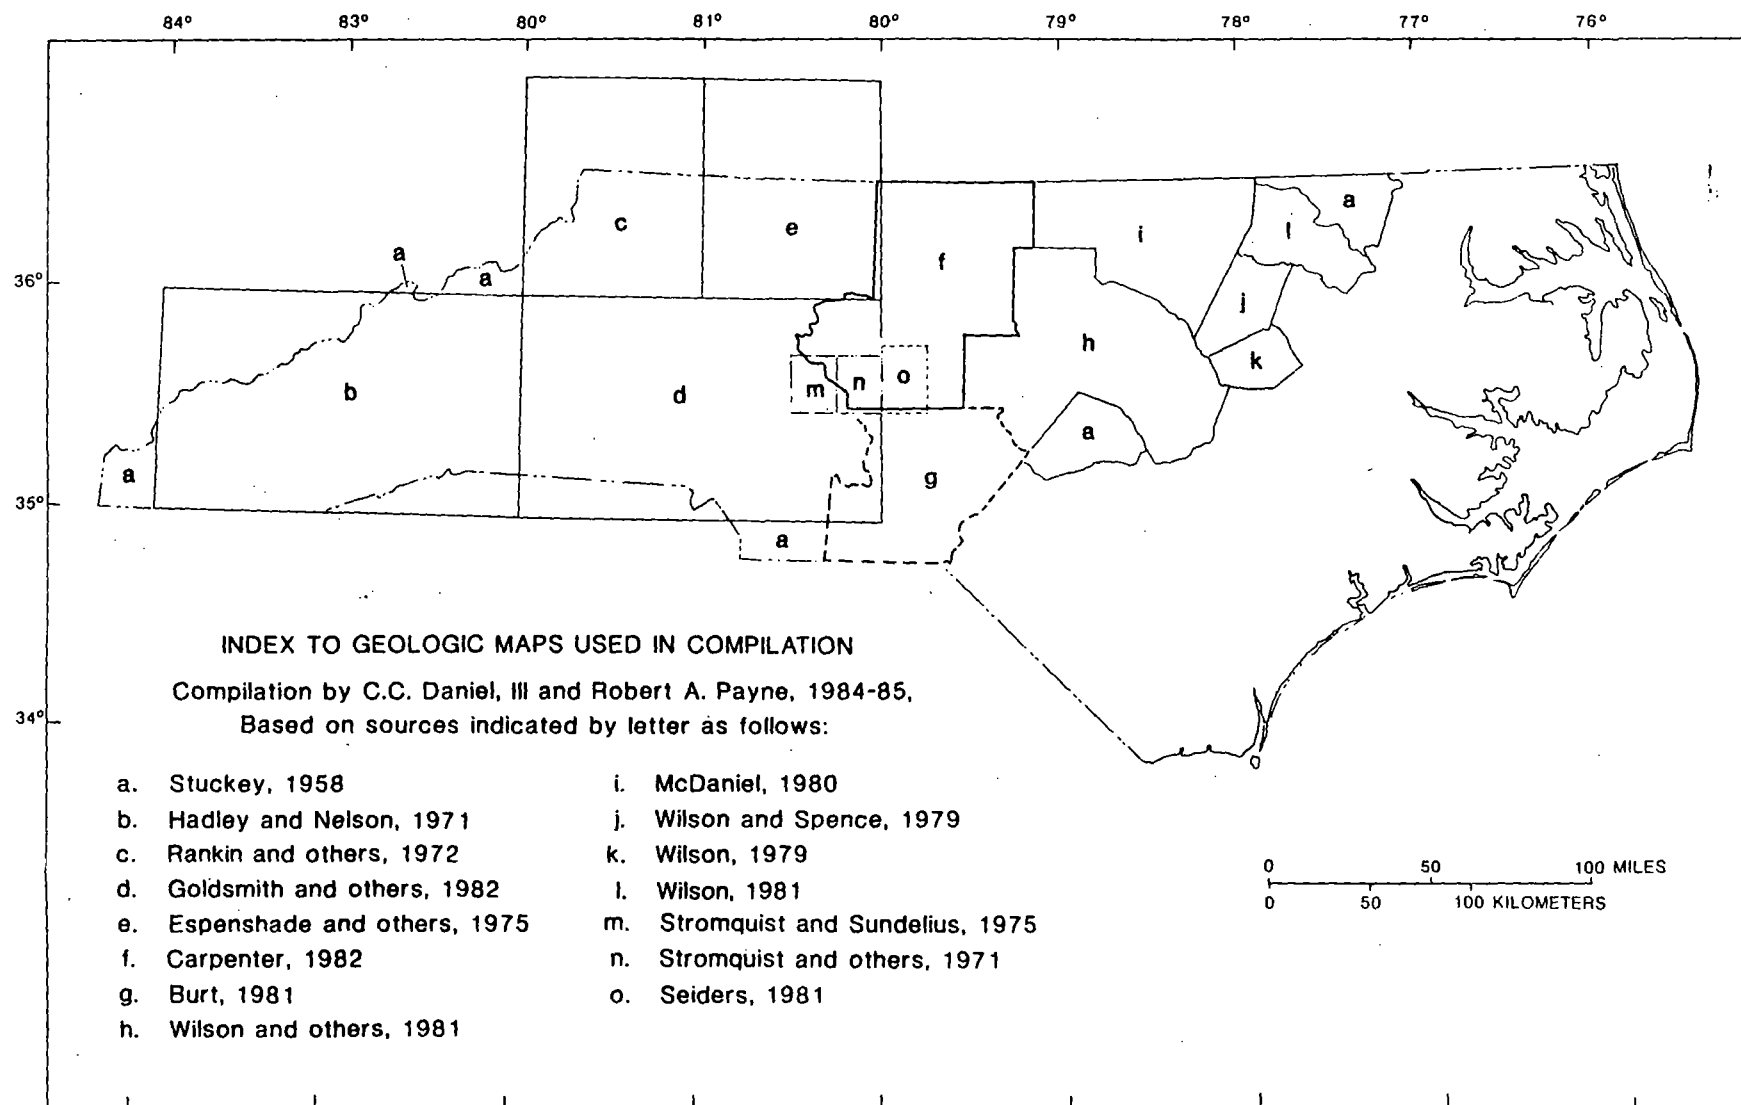 84° 83° 80° 81° 80° 79° 78° 77° 76°
36°
35°
34°
a
a
c
e
f
i
l
a
j
h
k
b
d
m
n
o
a
a
g
a
INDEX TO GEOLOGIC MAPS USED IN COMPILATION
Compilation by C.C. Daniel, III and Robert A. Payne, 1984-85,
Based on sources indicated by letter as follows:
a. Stuckey, 1958
b. Hadley and Nelson, 1971
c. Rankin and others, 1972
d. Goldsmith and others, 1982
e. Espenshade and others, 1975
f. Carpenter, 1982
g. Burt, 1981
h. Wilson and others, 1981
i. McDaniel, 1980
j. Wilson and Spence, 1979
k. Wilson, 1979
l. Wilson, 1981
m. Stromquist and Sundelius, 1975
n. Stromquist and others, 1971
o. Seiders, 1981
0 50 100 MILES
0 50 100 KILOMETERS